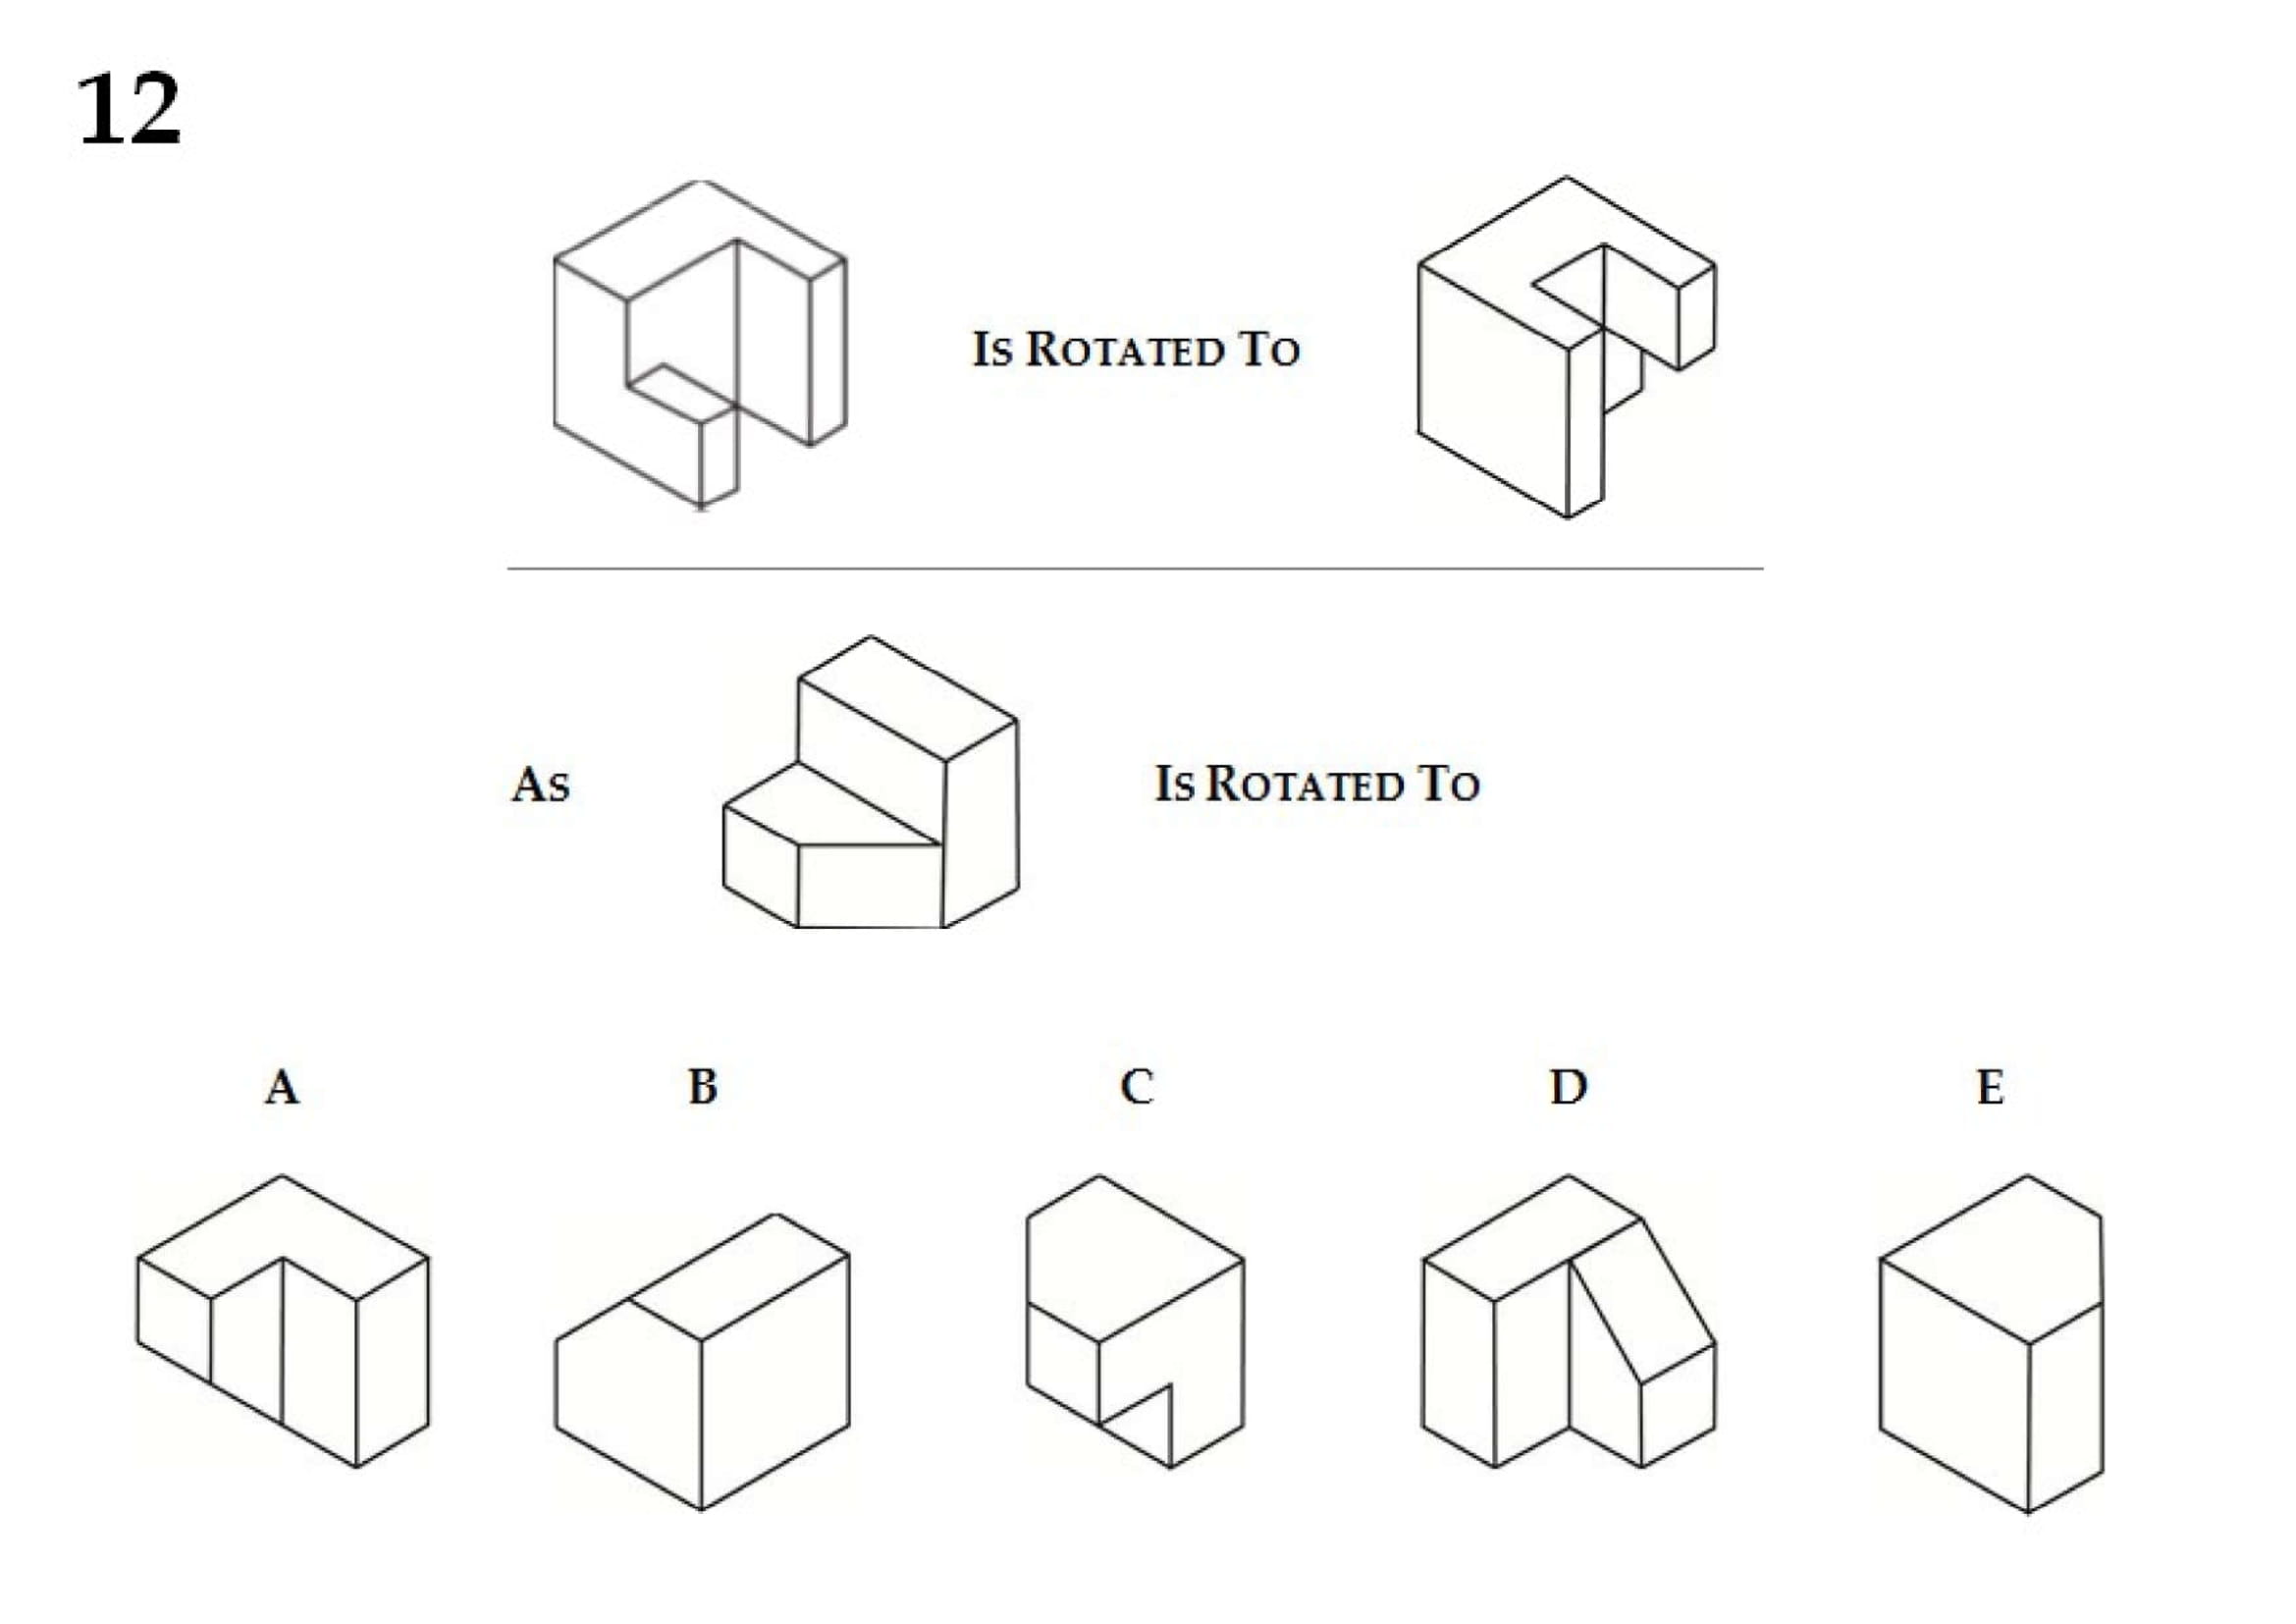 12
Is Rotated To
As
Is Rotated To
A B C D E